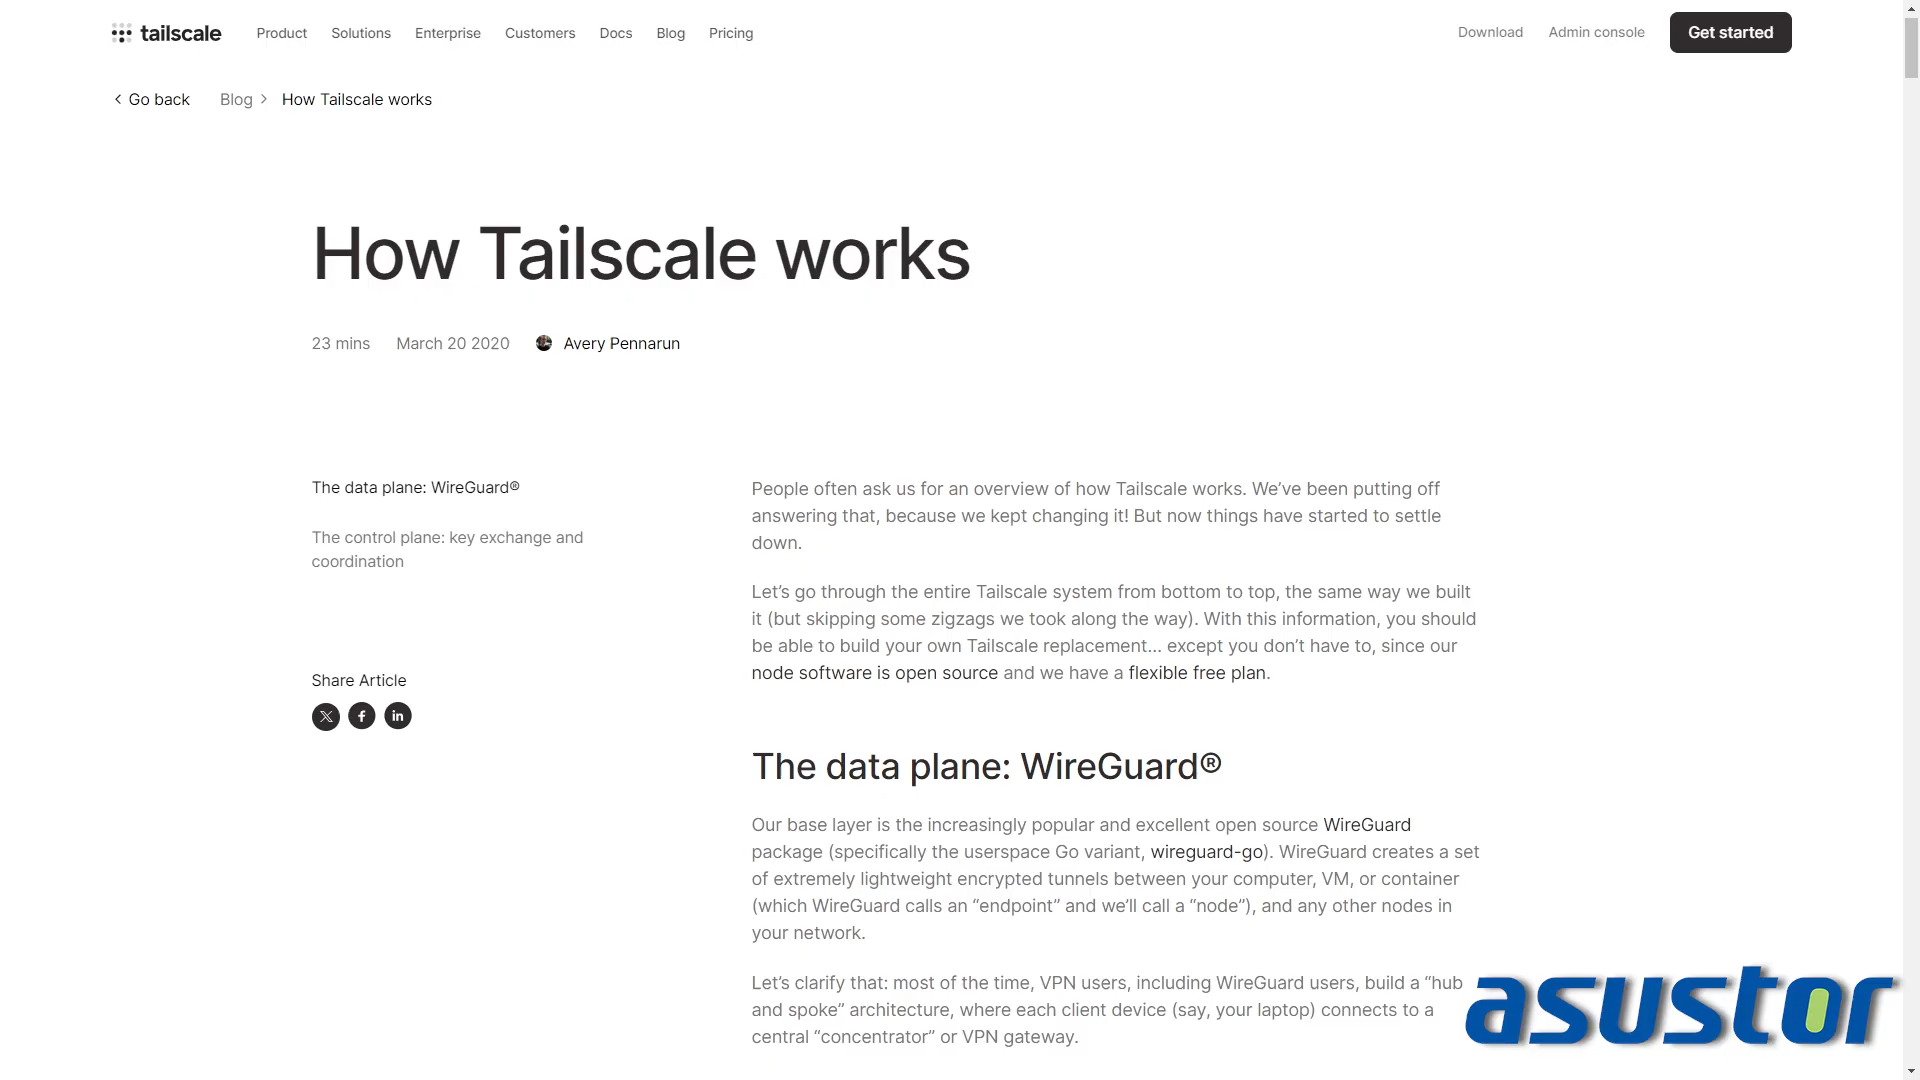 tailscale Product Solutions Enterprise Customers Docs Blog Pricing Download Admin console Get started
Go back Blog How Tailscale works
How Tailscale works
23 mins March 20 2020 Avery Pennarun
The data plane: WireGuard®
The control plane: key exchange and
coordination
Share Article
People often ask us for an overview of how Tailscale works. We’ve been putting off
answering that, because we kept changing it! But now things have started to settle
down.
Let’s go through the entire Tailscale system from bottom to top, the same way we built
it (but skipping some zigzags we took along the way). With this information, you should
be able to build your own Tailscale replacement... except you don’t have to, since our
node software is open source and we have a flexible free plan.
The data plane: WireGuard®
Our base layer is the increasingly popular and excellent open source WireGuard
package (specifically the userspace Go variant, wireguard-go). WireGuard creates a set
of extremely lightweight encrypted tunnels between your computer, VM, or container
(which WireGuard calls an “endpoint” and we’ll call a “node”), and any other nodes in
your network.
Let’s clarify that: most of the time, VPN users, including WireGuard users, build a “hub
and spoke” architecture, where each client device (say, your laptop) connects to a
central “concentrator” or VPN gateway.
asustor